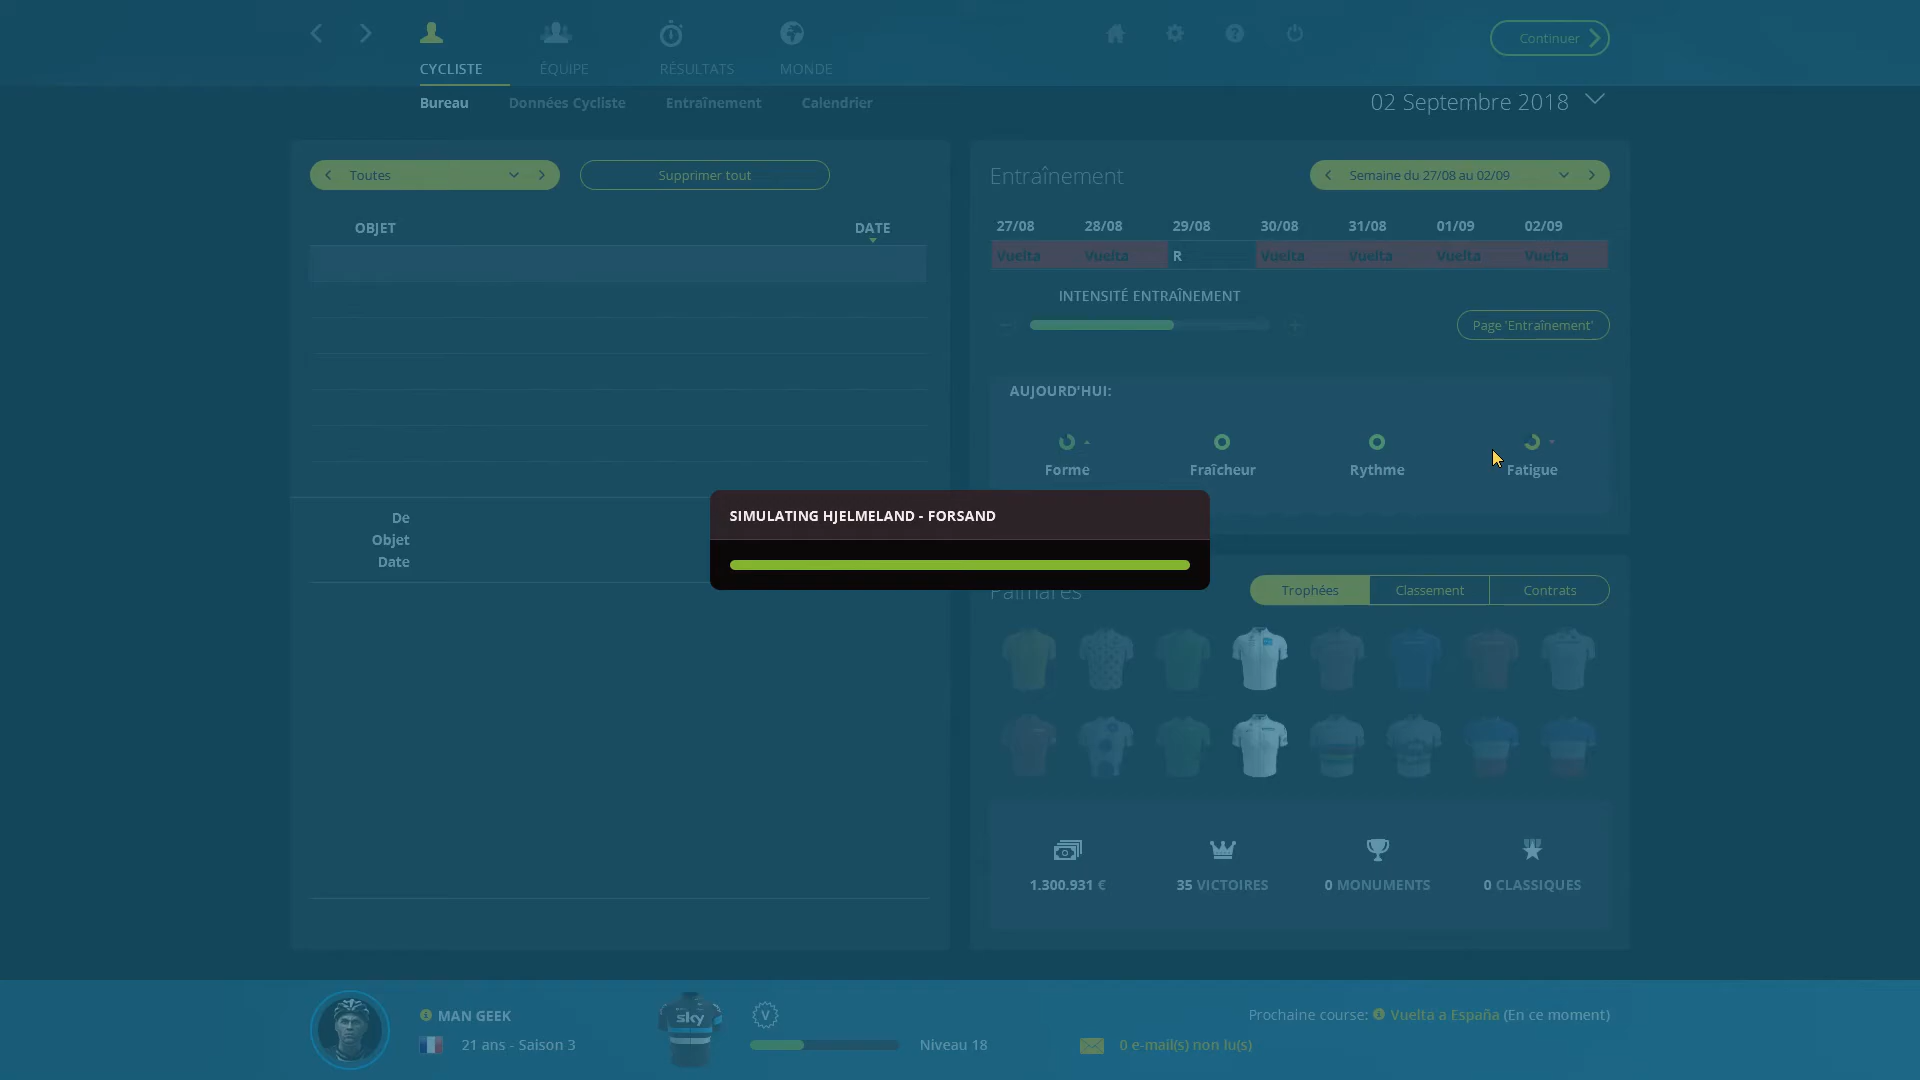 Continuer
CYCLISTE
ÉQUIPE
RÉSULTATS
MONDE
Bureau
Données Cycliste
Entraînement
Calendrier
02 Septembre 2018
Toutes
Supprimer tout
OBJET
DATE
De
Objet
Date
Entraînement
Semaine du 27/08 au 02/09
27/08 28/08 29/08 30/08 31/08 01/09 02/09
Vuelta Vuelta R Vuelta Vuelta Vuelta Vuelta
INTENSITÉ ENTRAÎNEMENT
Page 'Entraînement'
AUJOURD'HUI:
Forme
Fraîcheur
Rythme
Fatigue
SIMULATING HJELMELAND - FORSAND
Palmarès
Trophées
Classement
Contrats
1.300.931 €
35 VICTOIRES
0 MONUMENTS
0 CLASSIQUES
MAN GEEK
21 ans - Saison 3
sky
V
Niveau 18
Prochaine course: Vuelta a España (En ce moment)
0 e-mail(s) non lu(s)